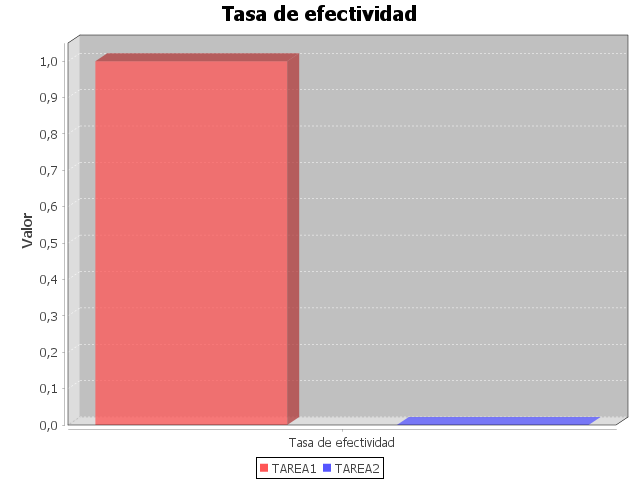 Tasa de efectividad
1,0
0,9
0,8
0,7
0,6
0,5
0,4
0,3
0,2
0,1
0,0
Valor
Tasa de efectividad
TAREA1 TAREA2